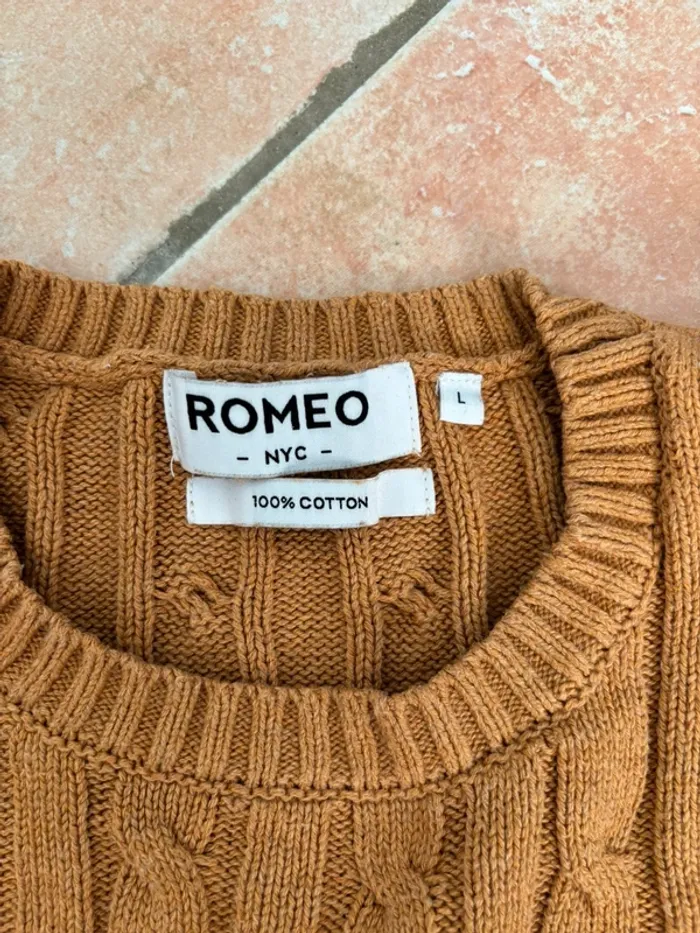 ROMEO
- NYC -
L
100% COTTON